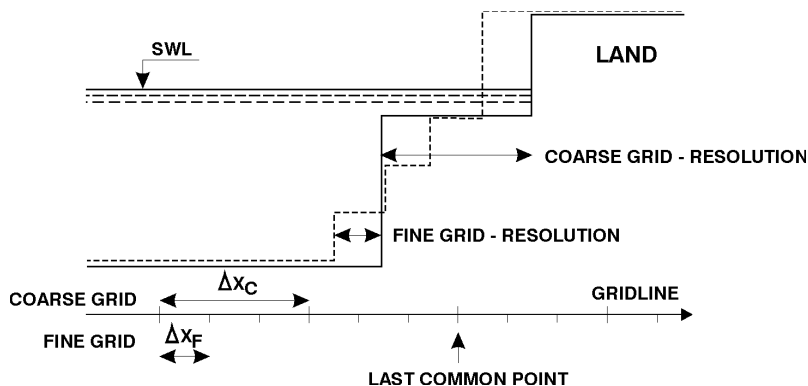 SWL
LAND
COARSE GRID - RESOLUTION
FINE GRID - RESOLUTION
ΔXC
COARSE GRID
GRIDLINE
ΔXF
FINE GRID
LAST COMMON POINT